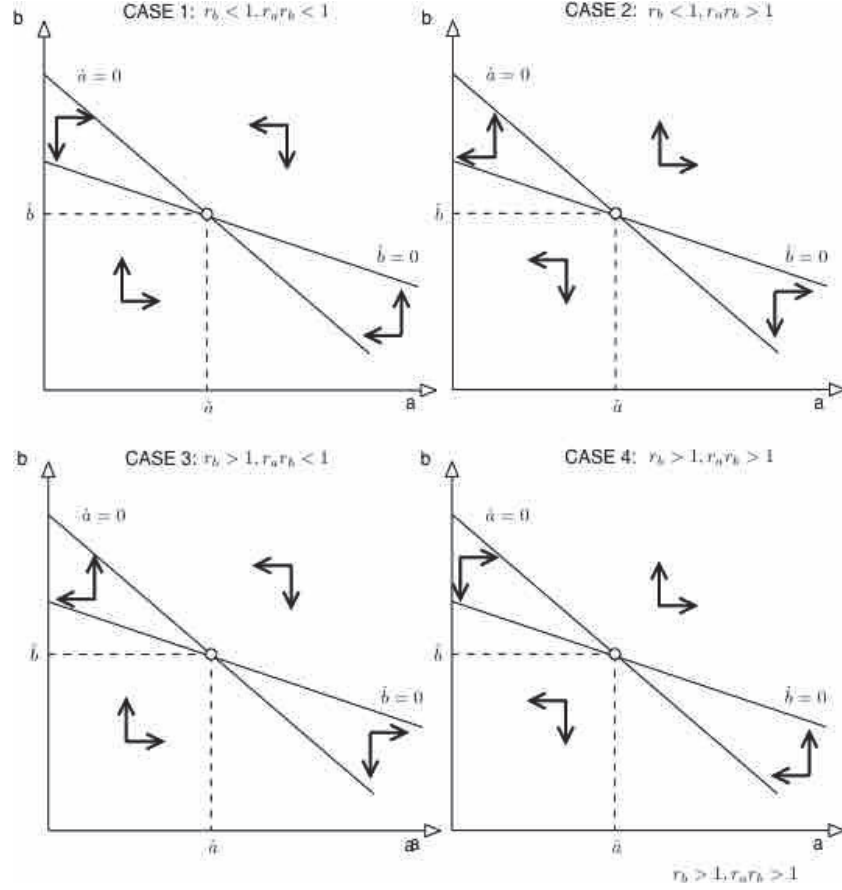 b CASE 1: r_b < 1, r_a r_b < 1
ȧ = 0
b̂
ḃ = 0
â a
b CASE 2: r_b < 1, r_a r_b > 1
ȧ = 0
b̂
ḃ = 0
â a
b CASE 3: r_b > 1, r_a r_b < 1
ȧ = 0
b̂
ḃ = 0
â aa
b CASE 4: r_b > 1, r_a r_b > 1
ȧ = 0
b̂
ḃ = 0
â a
r_b > 1, r_a r_b > 1